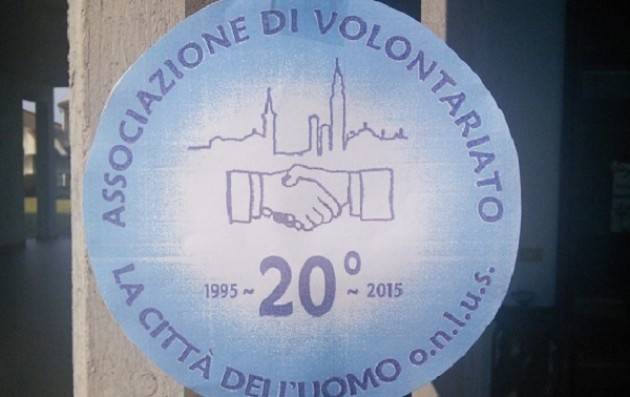 ASSOCIAZIONE DI VOLONTARIATO
1995 ~ 20° ~ 2015
LA CITTÀ DELL'UOMO o.n.l.u.s.